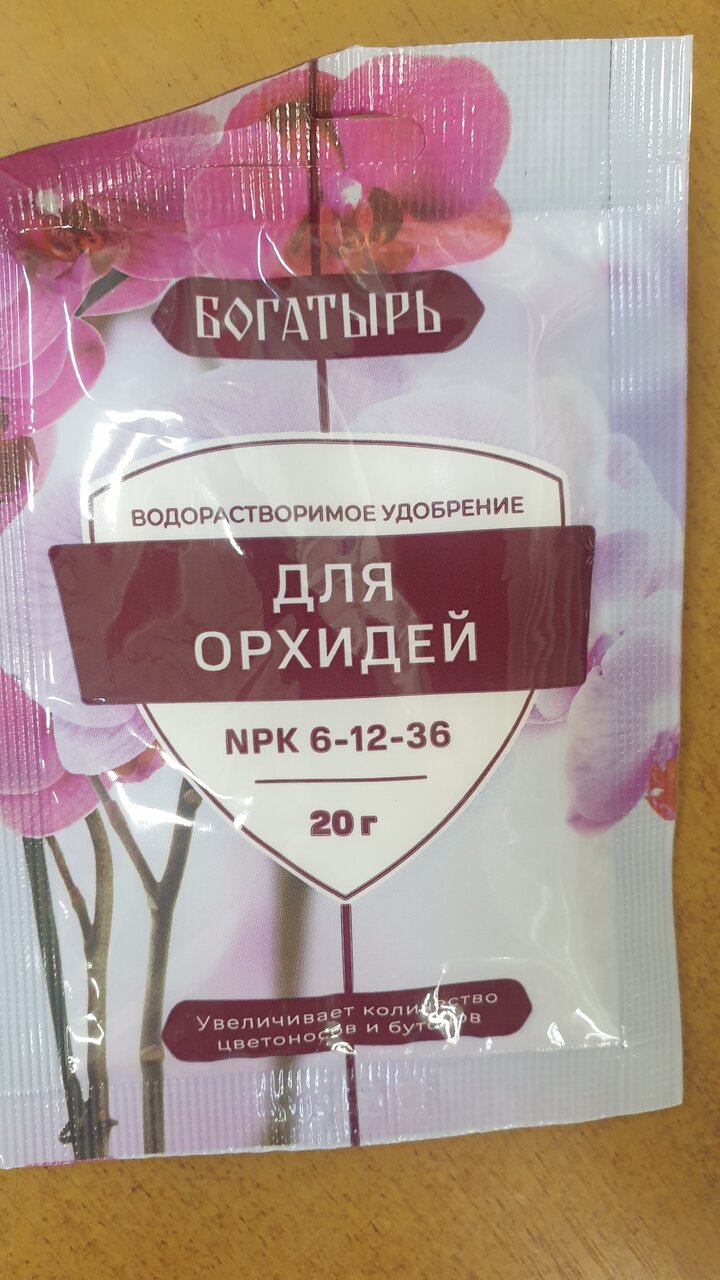 БОГАТЫРЬ
ВОДОРАСТВОРИМОЕ УДОБРЕНИЕ
ДЛЯ
ОРХИДЕЙ
NPK 6-12-36
20 г
Увеличивает количество
цветоносов и бутонов